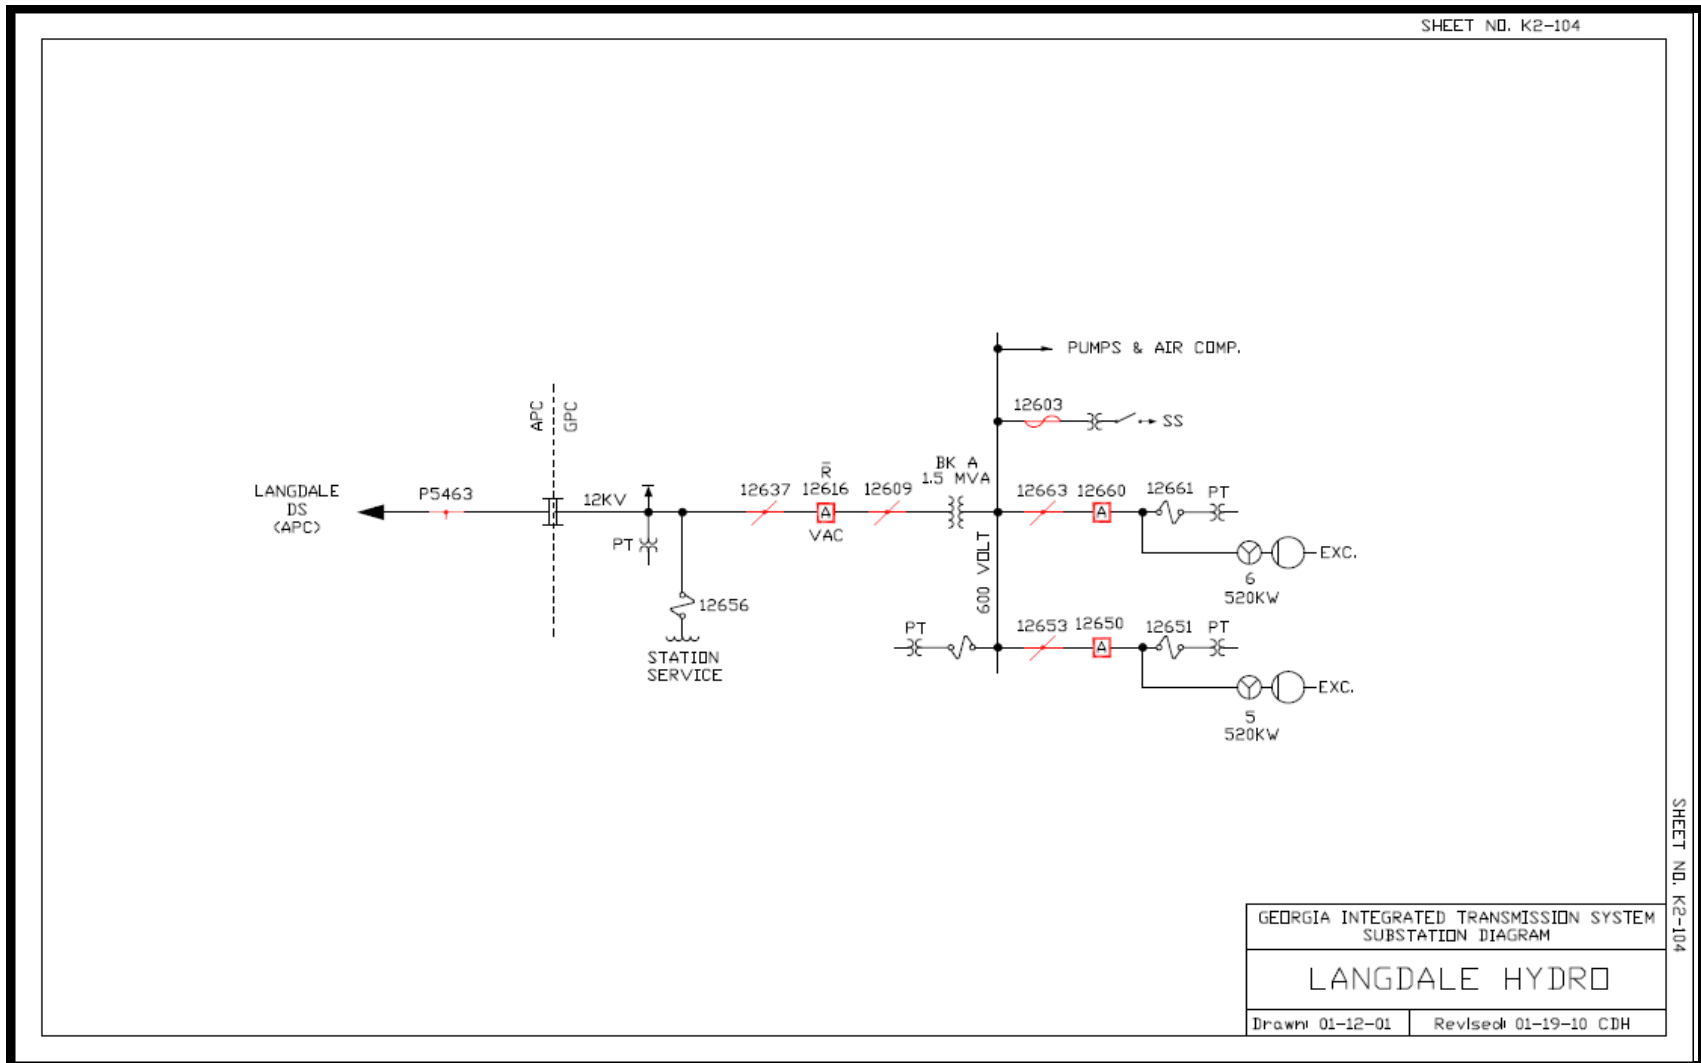 SHEET NO. K2-104
PUMPS & AIR COMP.
APC
GPC
12603
SS
LANGDALE
DS
(APC)
P5463
12KV
PT
12656
STATION
SERVICE
12637
R
12616
A
VAC
12609
BK A
1.5 MVA
600 VOLT
12663
12660
A
12661
PT
EXC.
6
520KW
PT
12653
12650
A
12651
PT
EXC.
5
520KW
SHEET NO. K2-104
GEORGIA INTEGRATED TRANSMISSION SYSTEM
SUBSTATION DIAGRAM
LANGDALE HYDRO
Drawn: 01-12-01
Revised: 01-19-10 CDH